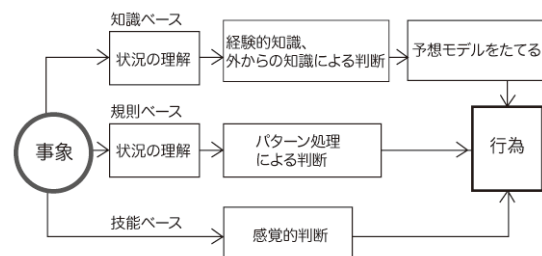 知識ベース
状況の理解
経験的知識、
外からの知識による判断
予想モデルをたてる
規則ベース
事象
状況の理解
パターン処理
による判断
行為
技能ベース
感覚的判断